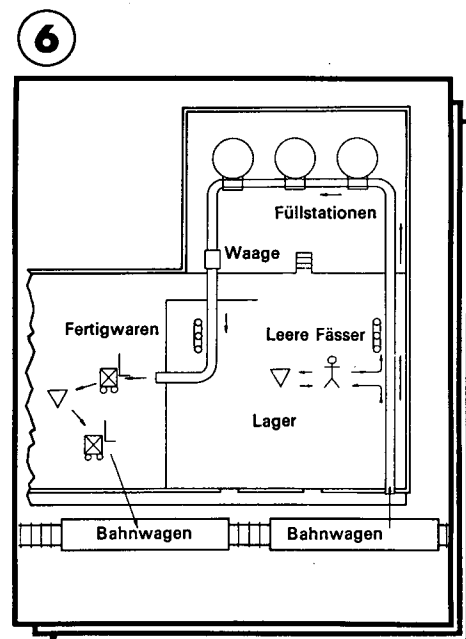 6
Füllstationen
Waage
Fertigwaren
Leere Fässer
Lager
Bahnwagen
Bahnwagen